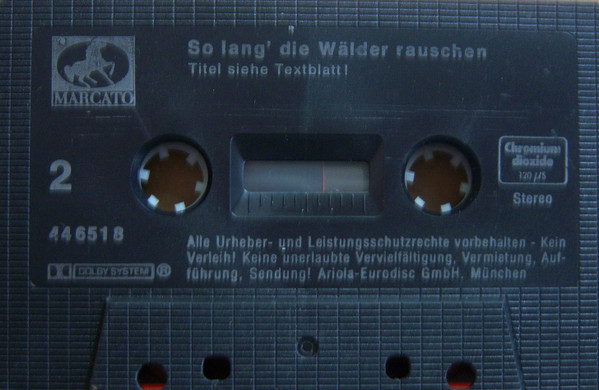 So lang' die Wälder rauschen
Titel siehe Textblatt!
MARCATO
Chromium
dioxide
120 µS
Stereo
2
446518
Alle Urheber- und Leistungsschutzrechte vorbehalten - Kein
Verleih! Keine unerlaubte Vervielfältigung, Vermietung, Auf-
führung, Sendung! Ariola-Eurodisc GmbH, München
DOLBY SYSTEM ®